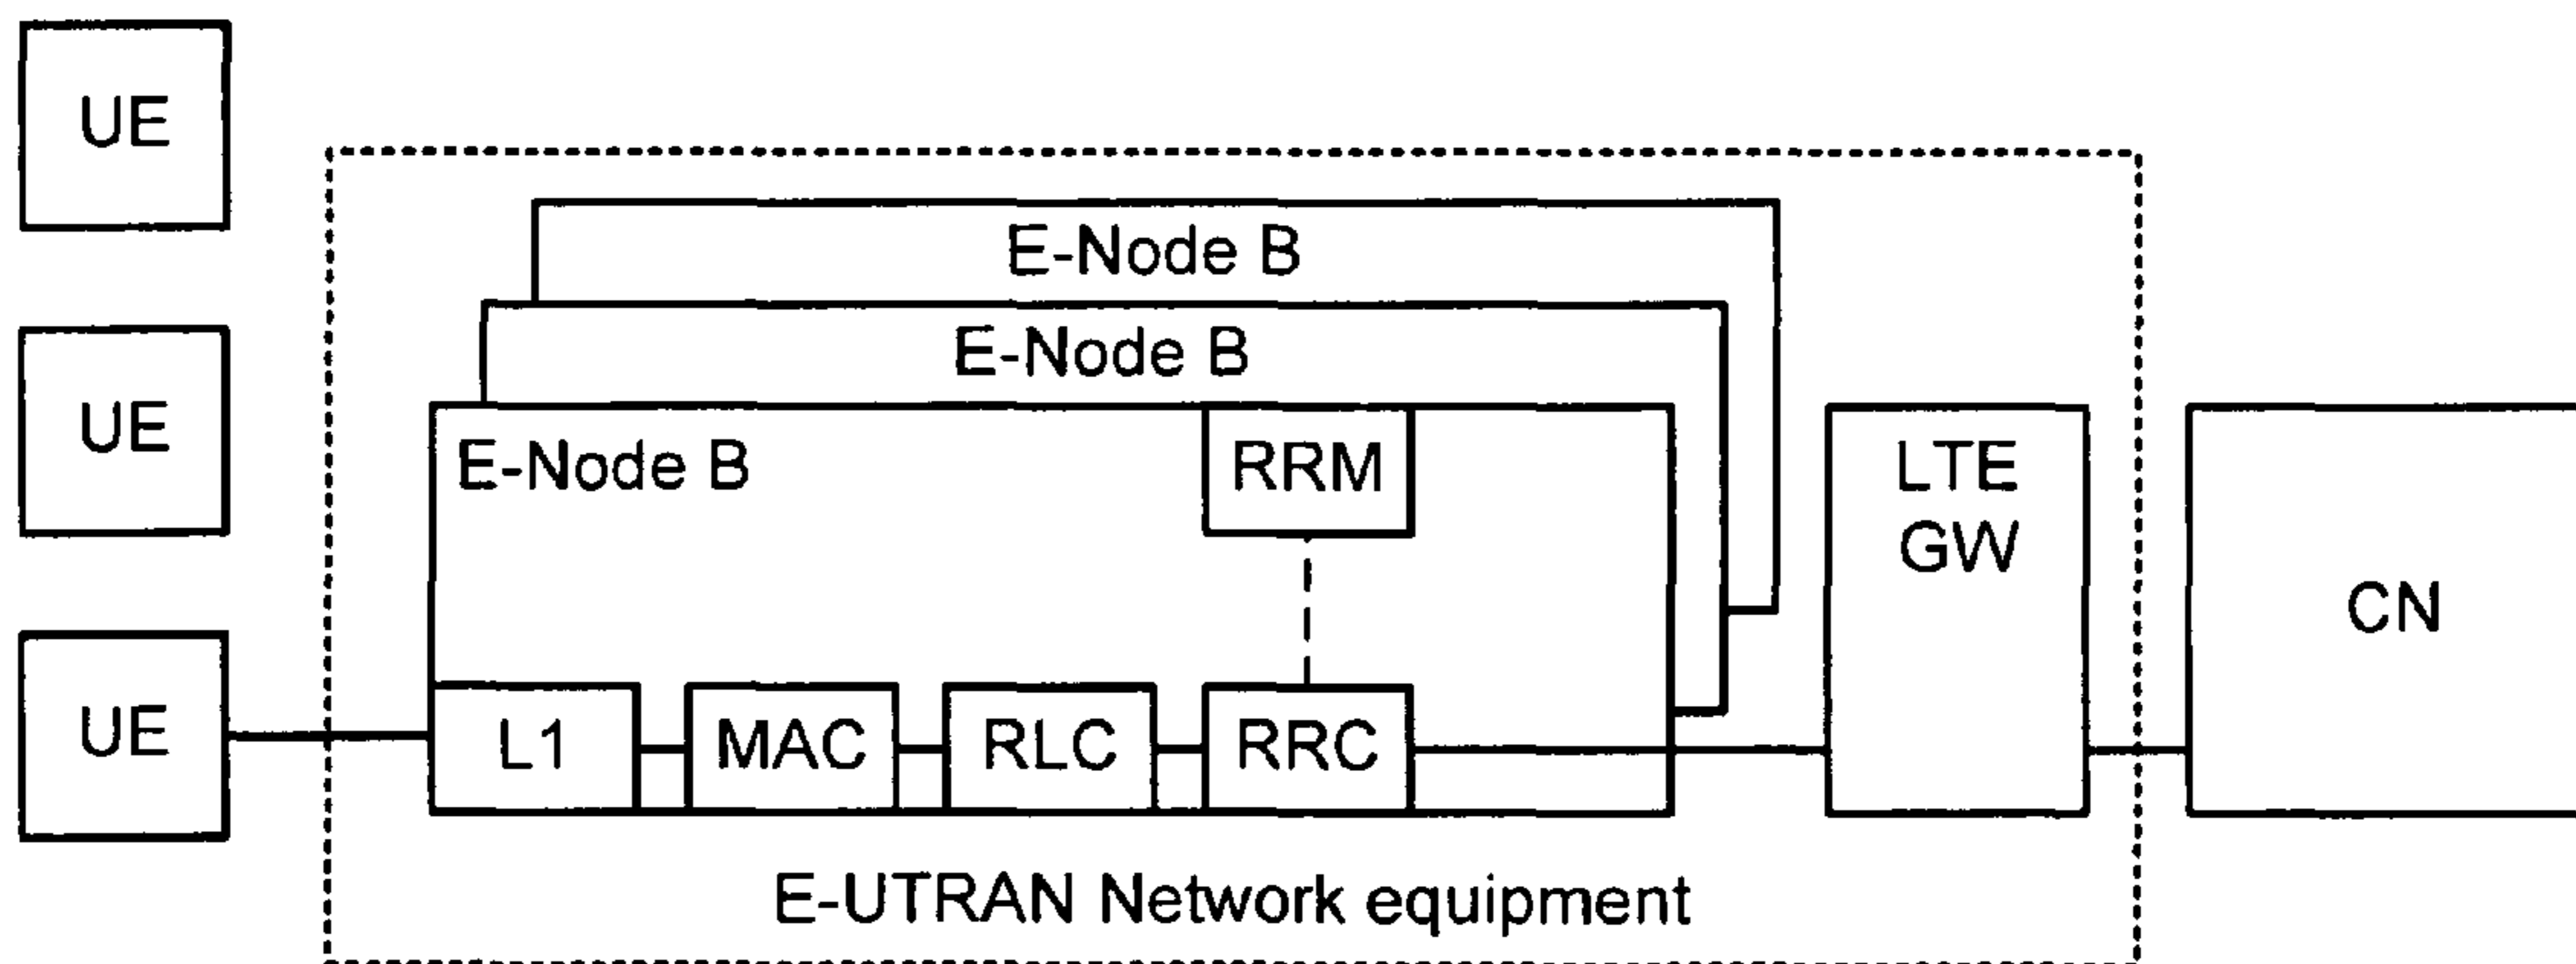 UE
E-Node B
E-Node B
UE
E-Node B
RRM
LTE
GW
CN
UE
L1
MAC
RLC
RRC
E-UTRAN Network equipment